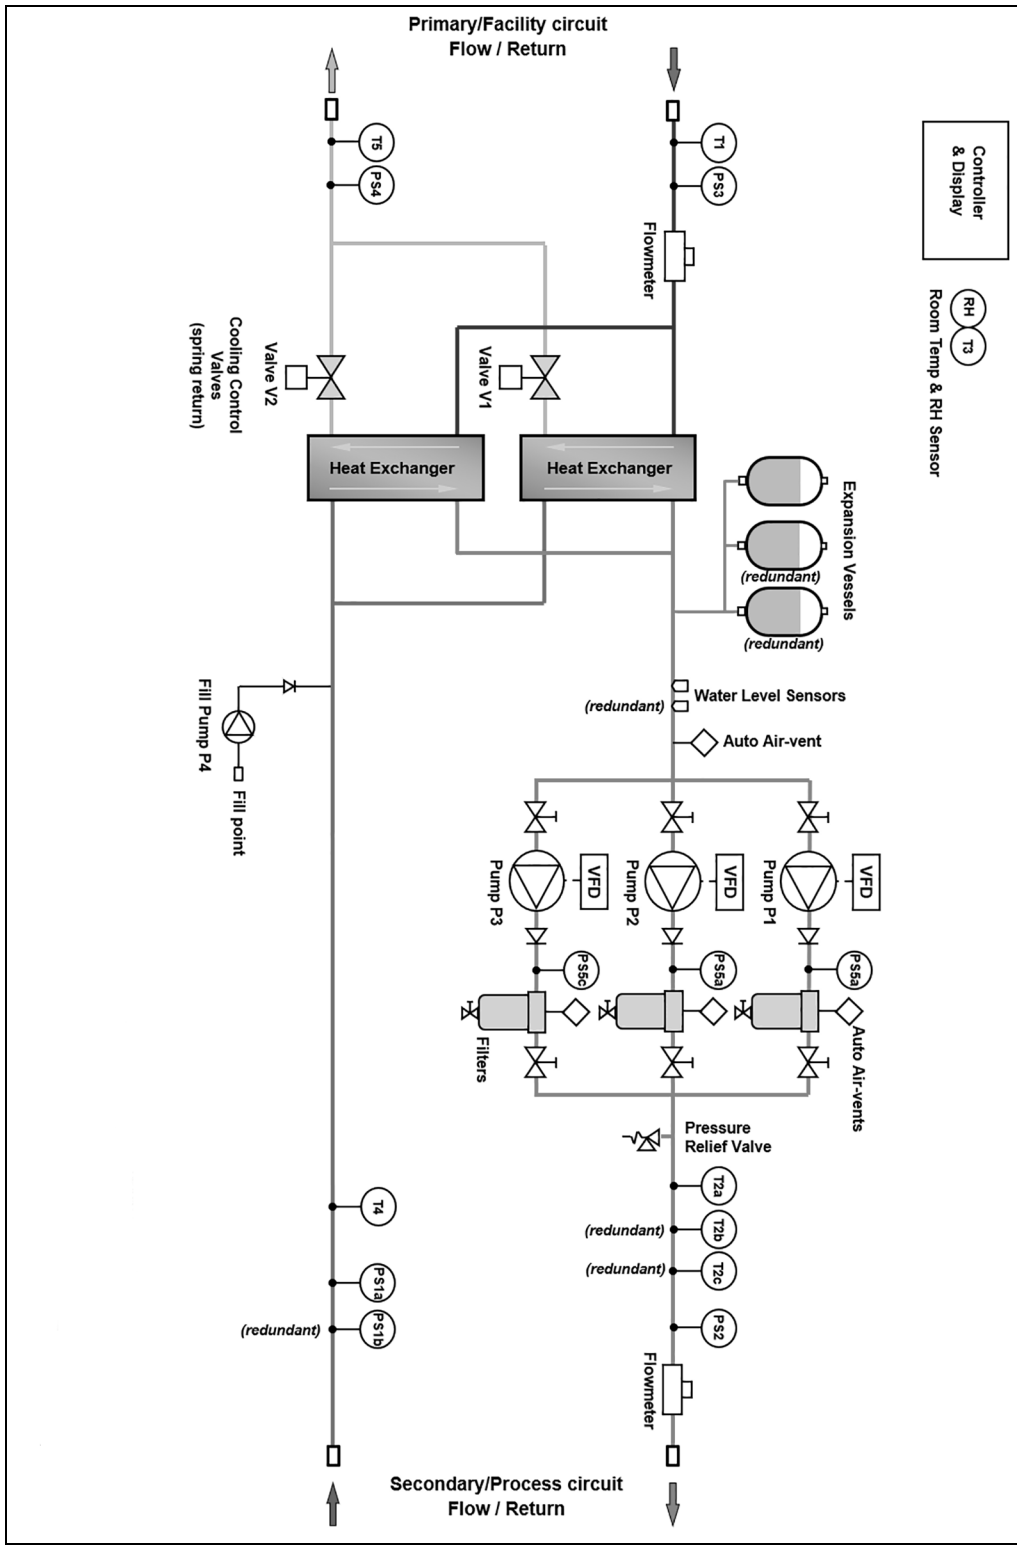 Primary/Facility circuit
Flow / Return
T5
PS4
T1
PS3
Flowmeter
Controller
& Display
RH
T3
Room Temp & RH Sensor
Cooling Control
Valves
(spring return)
Valve V2
Valve V1
Heat Exchanger
Heat Exchanger
Expansion Vessels
(redundant)
(redundant)
Water Level Sensors
(redundant)
Auto Air-vent
Fill Pump P4
Fill point
VFD
Pump P3
VFD
Pump P2
VFD
Pump P1
PS5c
PS5a
PS5a
Filters
Auto Air-vents
Pressure
Relief Valve
T2a
T2b
(redundant)
T2c
(redundant)
PS2
Flowmeter
T4
PS1a
PS1b
(redundant)
Secondary/Process circuit
Flow / Return